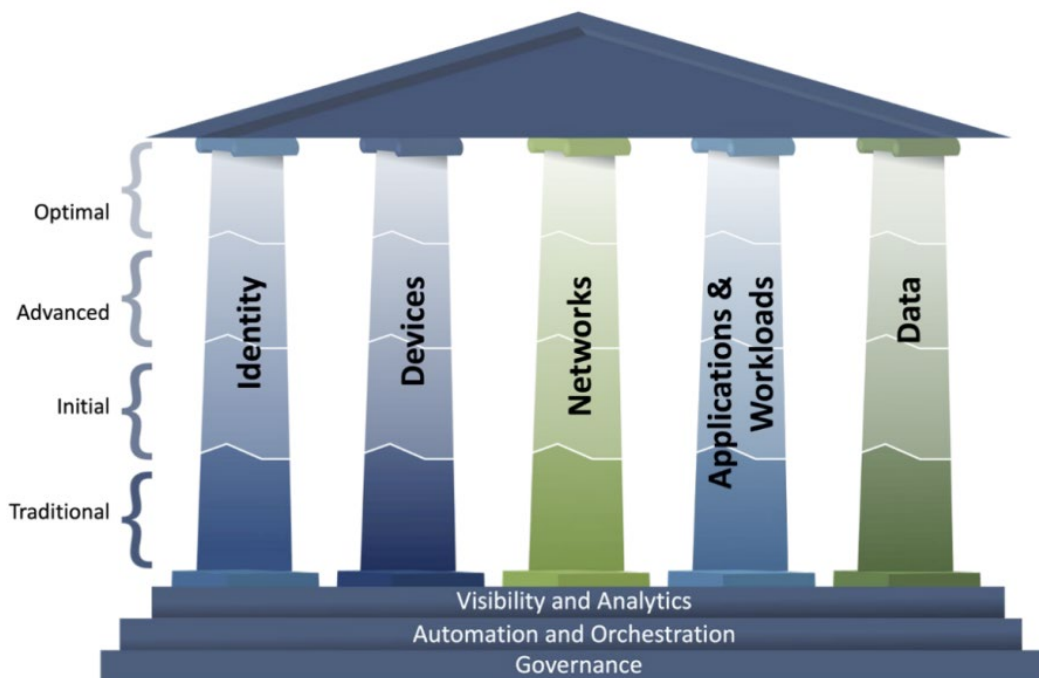 Optimal
Advanced
Initial
Traditional
Identity
Devices
Networks
Applications &
Workloads
Data
Visibility and Analytics
Automation and Orchestration
Governance